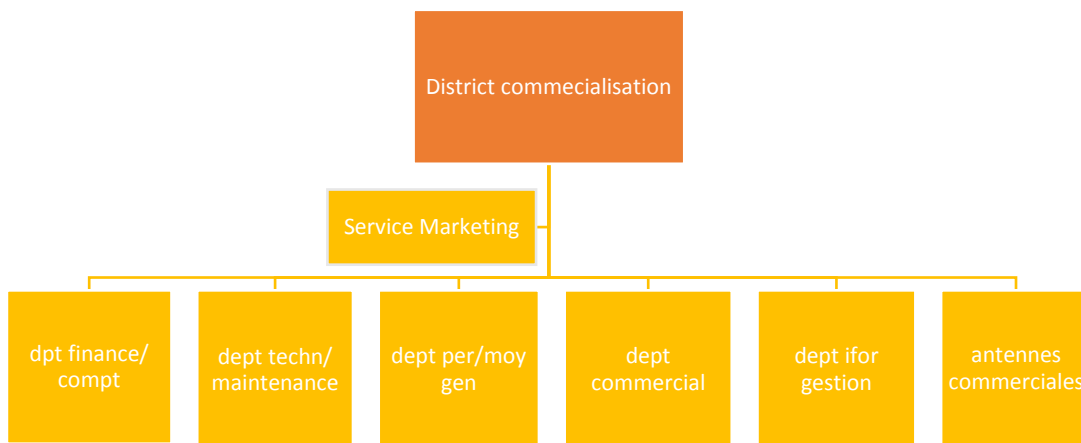 District commecialisation
Service Marketing
dpt finance/
compt
dept techn/
maintenance
dept per/moy
gen
dept
commercial
dept ifor
gestion
antennes
commerciales